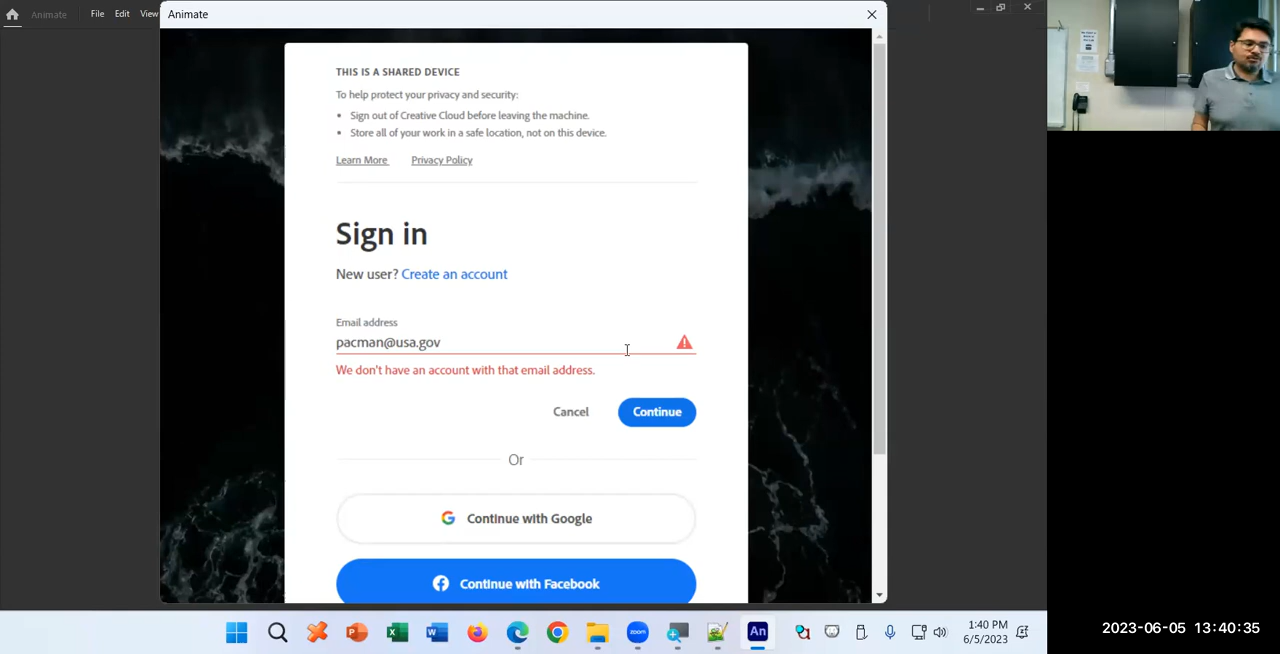 Animate
File Edit View
Animate
THIS IS A SHARED DEVICE
To help protect your privacy and security:
• Sign out of Creative Cloud before leaving the machine.
• Store all of your work in a safe location, not on this device.
Learn More Privacy Policy
Sign in
New user? Create an account
Email address
pacman@usa.gov
We don't have an account with that email address.
Cancel Continue
Or
Continue with Google
Continue with Facebook
zoom
An
1:40 PM
6/5/2023
2023-06-05 13:40:35